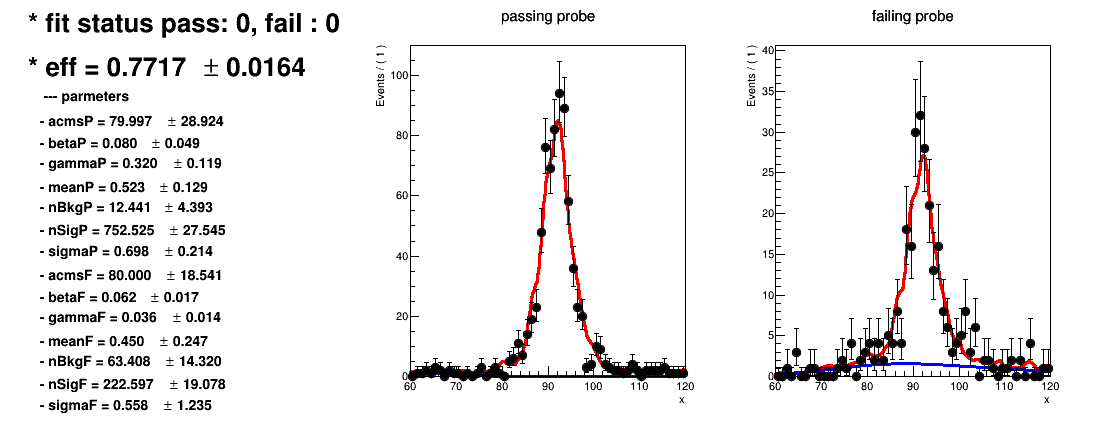 * fit status pass: 0, fail : 0
* eff = 0.7717 ± 0.0164
--- parmeters
- acmsP = 79.997 ± 28.924
- betaP = 0.080 ± 0.049
- gammaP = 0.320 ± 0.119
- meanP = 0.523 ± 0.129
- nBkgP = 12.441 ± 4.393
- nSigP = 752.525 ± 27.545
- sigmaP = 0.698 ± 0.214
- acmsF = 80.000 ± 18.541
- betaF = 0.062 ± 0.017
- gammaF = 0.036 ± 0.014
- meanF = 0.450 ± 0.247
- nBkgF = 63.408 ± 14.320
- nSigF = 222.597 ± 19.078
- sigmaF = 0.558 ± 1.235
passing probe
Events / ( 1 )
100
80
60
40
20
0
60 70 80 90 100 110 120
x
failing probe
Events / ( 1 )
40
35
30
25
20
15
10
5
0
60 70 80 90 100 110 120
x